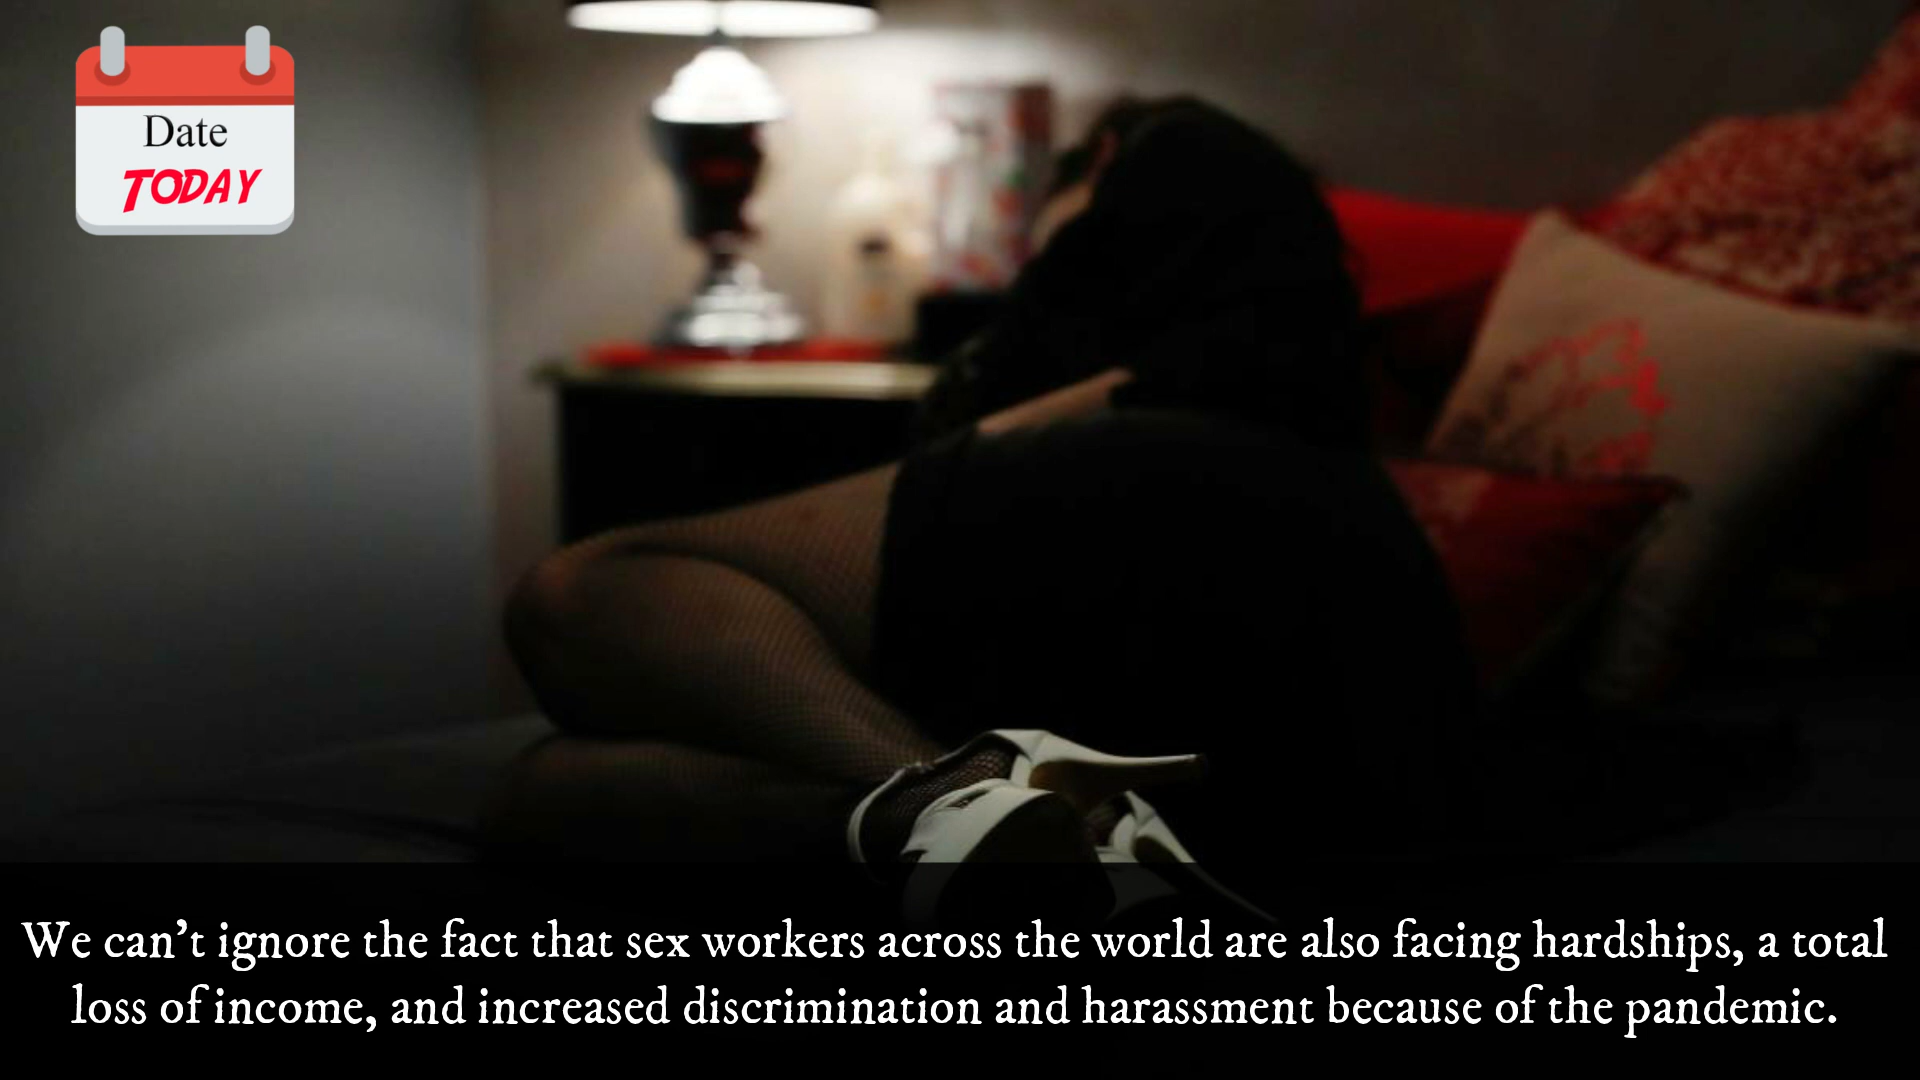 Date
TODAY
We can't ignore the fact that sex workers across the world are also facing hardships, a total
loss of income, and increased discrimination and harassment because of the pandemic.